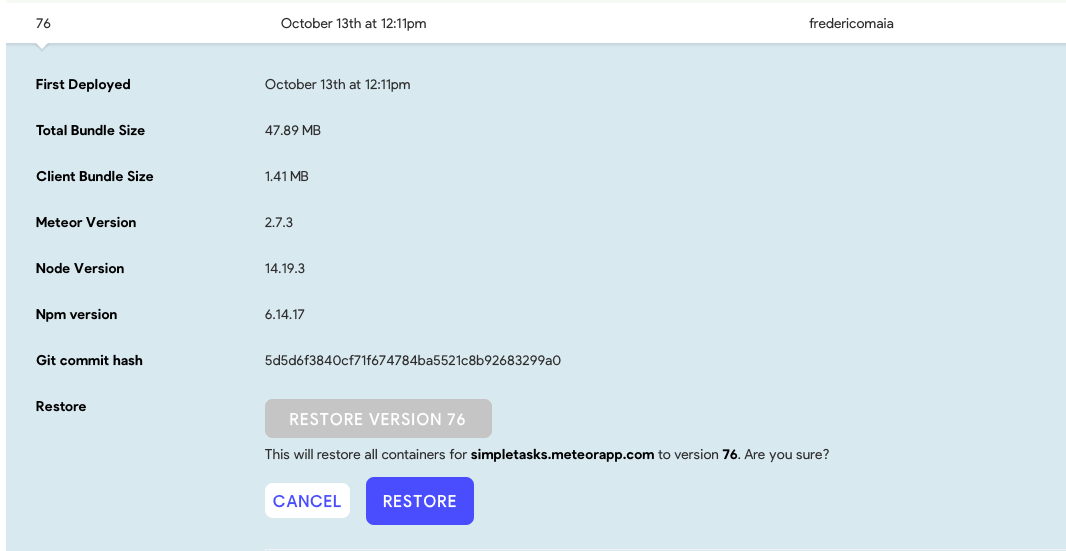 76 October 13th at 12:11pm fredericomaia
First Deployed October 13th at 12:11pm
Total Bundle Size 47.89 MB
Client Bundle Size 1.41 MB
Meteor Version 2.7.3
Node Version 14.19.3
Npm version 6.14.17
Git commit hash 5d5d6f3840cf71f674784ba5521c8b92683299a0
Restore RESTORE VERSION 76
This will restore all containers for simpletasks.meteorapp.com to version 76. Are you sure?
CANCEL RESTORE